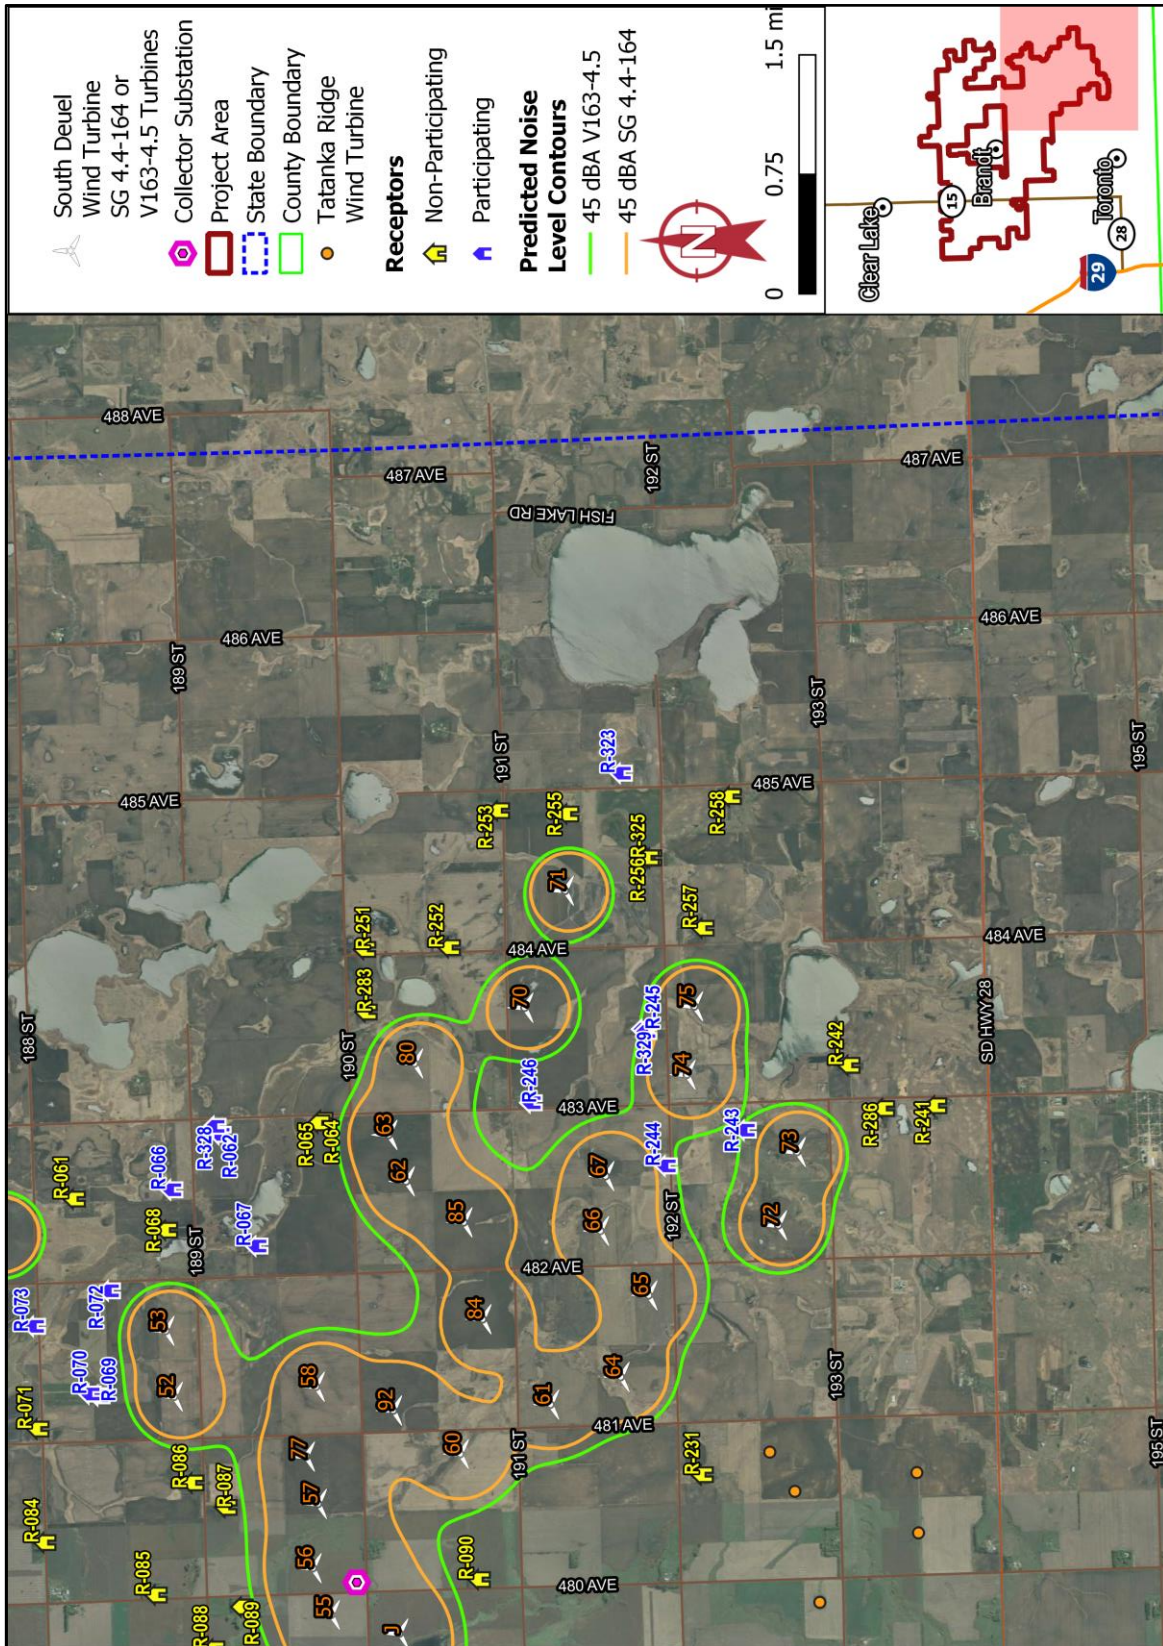 South Deuel
Wind Turbine
SG 4.4-164 or
V163-4.5 Turbines
Collector Substation
Project Area
State Boundary
County Boundary
Tatanka Ridge
Wind Turbine
Receptors
Non-Participating
Participating
Predicted Noise
Level Contours
45 dBA V163-4.5
45 dBA SG 4.4-164
N
0 0.75 1.5 mi
Clear Lake
15
Brandt
Toronto
28
29
488 AVE
487 AVE
192 ST
487 AVE
FISH LAKE RD
189 ST
486 AVE
486 AVE
193 ST
191 ST
R-323
195 ST
485 AVE
R-253
R-255
R-258
485 AVE
R-256
R-325
71
R-251
R-252
R-257
484 AVE
484 AVE
R-283
70
R-245
75
SD HWY 28
188 ST
190 ST
80
R-246
R-329
74
R-242
483 AVE
R-328
R-062
R-065
R-064
63
R-244
R-243
73
R-286
R-241
R-061
R-066
62
67
R-068
R-067
85
66
192 ST
72
189 ST
482 AVE
R-073
R-072
53
84
65
R-070
R-069
52
58
92
61
64
193 ST
R-071
481 AVE
R-086
R-087
77
60
191 ST
R-231
195 ST
57
R-084
R-085
56
R-090
480 AVE
R-088
R-089
55
J